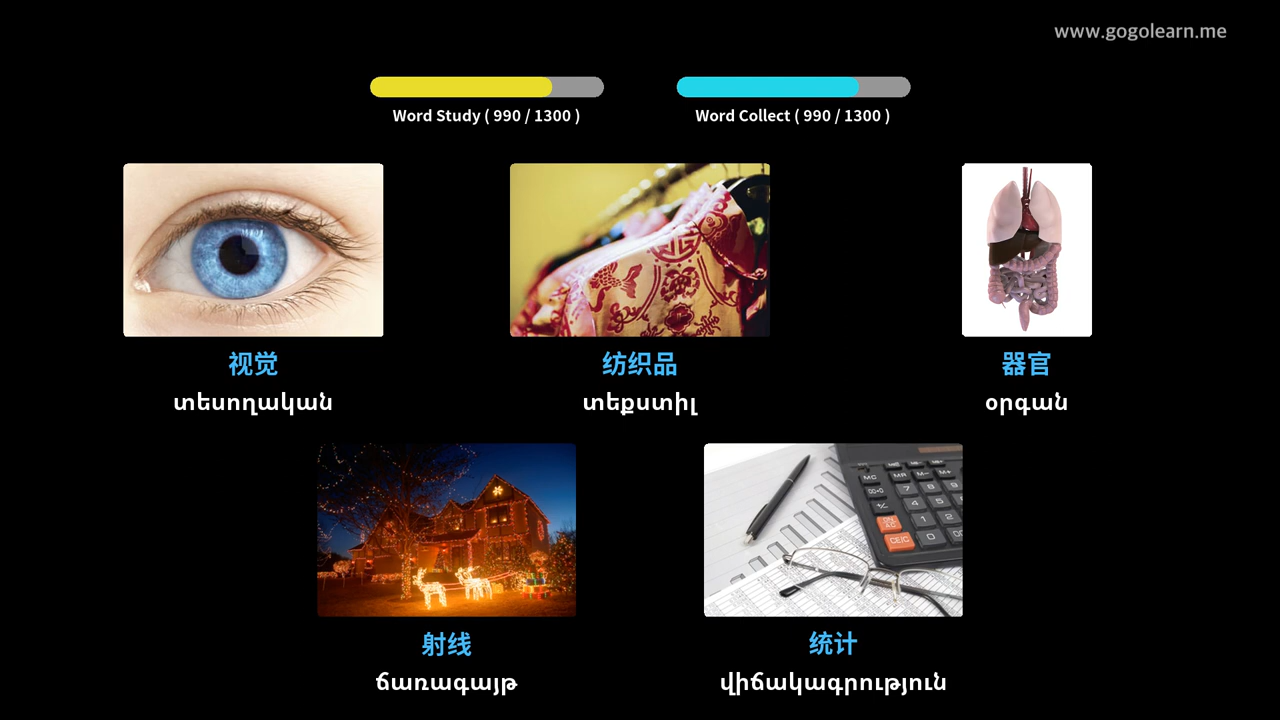 www.gogolearn.me
Word Study ( 990 / 1300 )
Word Collect ( 990 / 1300 )
视觉
տեսողական
纺织品
տեքստիլ
器官
օրգան
射线
ճառագայթ
统计
վիճակագրություն